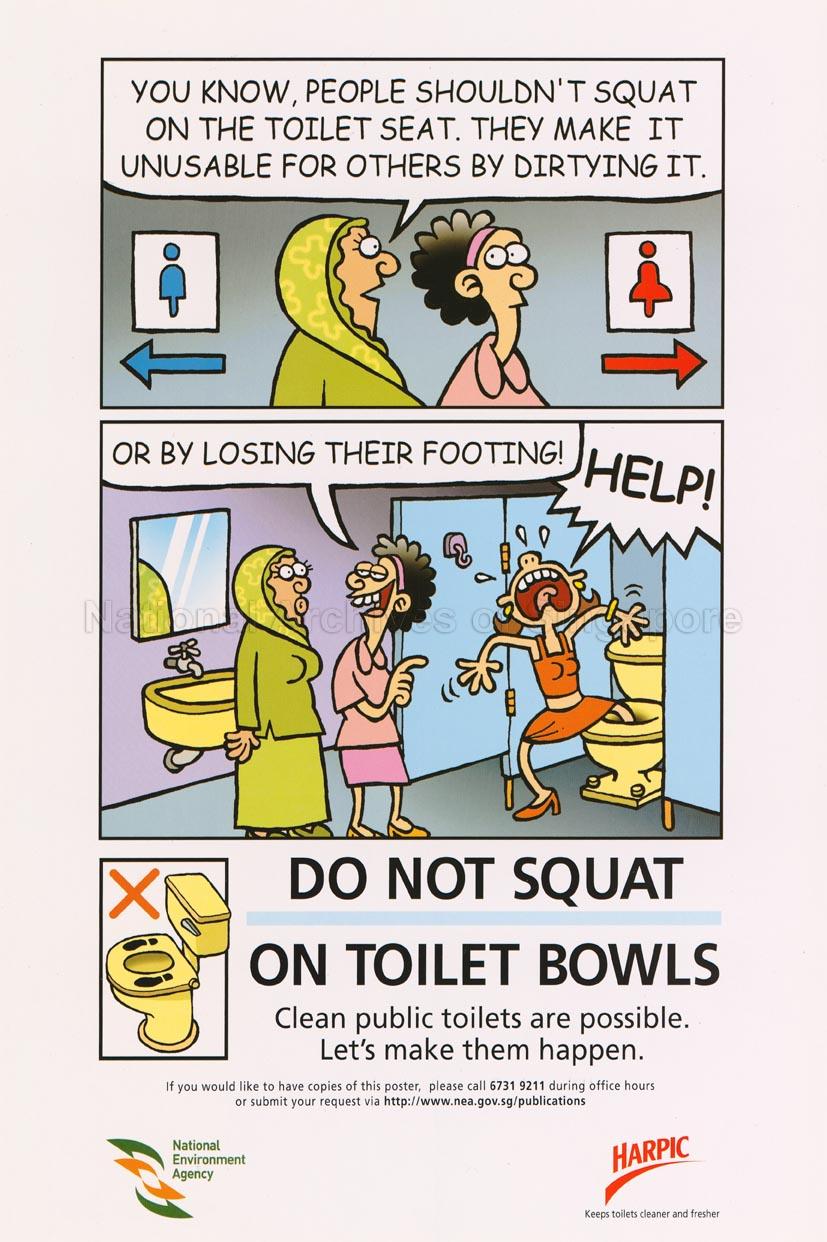 YOU KNOW, PEOPLE SHOULDN'T SQUAT
ON THE TOILET SEAT. THEY MAKE IT
UNUSABLE FOR OTHERS BY DIRTYING IT.
OR BY LOSING THEIR FOOTING!
HELP!
National Archives of Singapore
DO NOT SQUAT
ON TOILET BOWLS
Clean public toilets are possible.
Let's make them happen.
If you would like to have copies of this poster, please call 6731 9211 during office hours
or submit your request via http://www.nea.gov.sg/publications
National
Environment
Agency
HARPIC
Keeps toilets cleaner and fresher